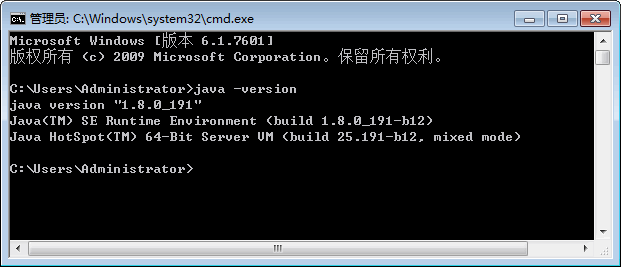 管理员: C:\Windows\system32\cmd.exe
Microsoft Windows [版本 6.1.7601]
版权所有 (c) 2009 Microsoft Corporation。保留所有权利。
C:\Users\Administrator>java -version
java version "1.8.0_191"
Java(TM) SE Runtime Environment (build 1.8.0_191-b12)
Java HotSpot(TM) 64-Bit Server VM (build 25.191-b12, mixed mode)
C:\Users\Administrator>